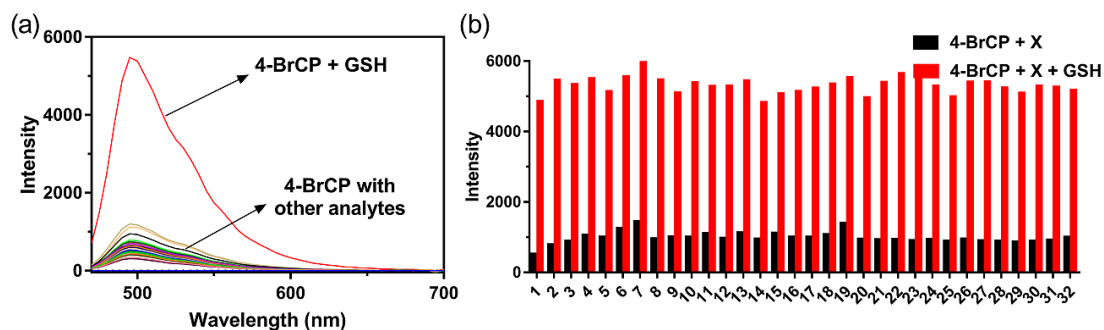 (a)
6000
4000
2000
0
Intensity
4-BrCP + GSH
4-BrCP with
other analytes
500
600
700
Wavelength (nm)
(b)
8000
6000
4000
2000
0
Intensity
4-BrCP + X
4-BrCP + X + GSH
1 2 3 4 5 6 7 8 9 10 11 12 13 14 15 16 17 18 19 20 21 22 23 24 25 26 27 28 29 30 31 32